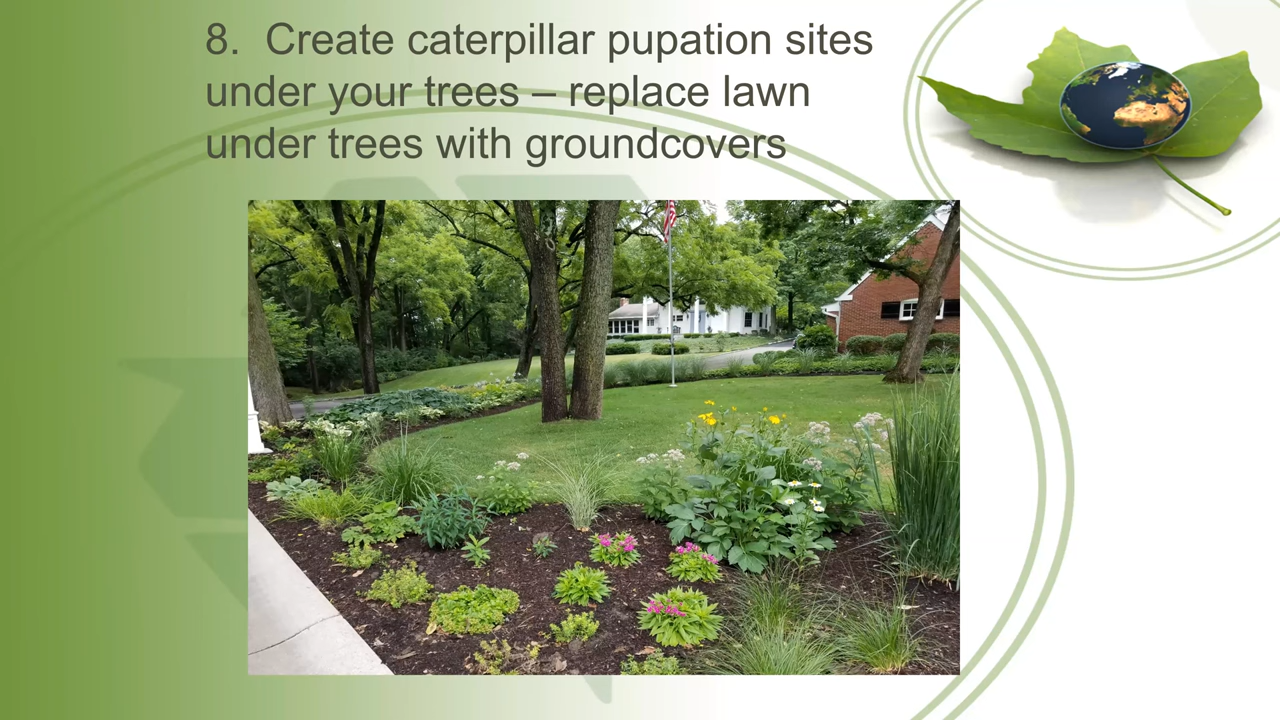 8.  Create caterpillar pupation sites
under your trees – replace lawn
under trees with groundcovers